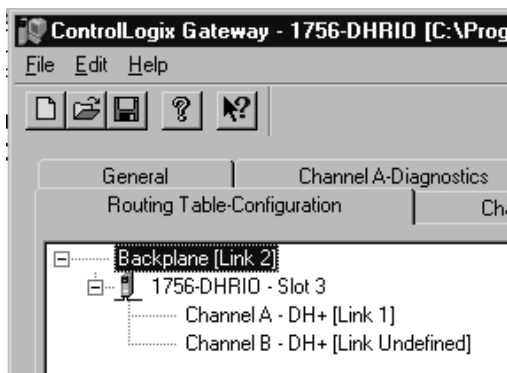 ControlLogix Gateway - 1756-DHRIO [C:\Prog
File Edit Help
General Channel A-Diagnostics
Routing Table-Configuration Cha
Backplane [Link 2]
1756-DHRIO - Slot 3
Channel A - DH+ [Link 1]
Channel B - DH+ [Link Undefined]